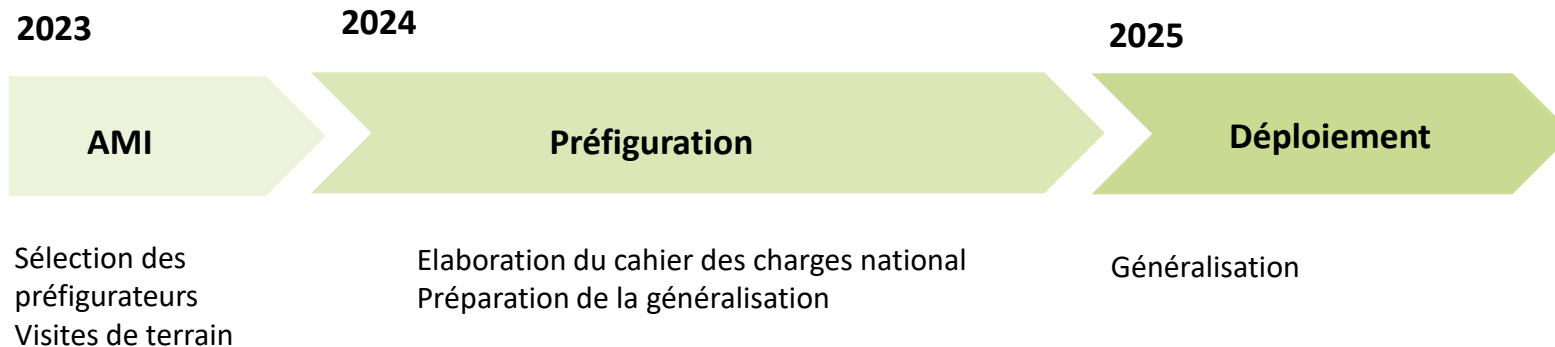 2023
2024
2025
AMI
Préfiguration
Déploiement
Sélection des
préfigurateurs
Visites de terrain
Elaboration du cahier des charges national
Préparation de la généralisation
Généralisation